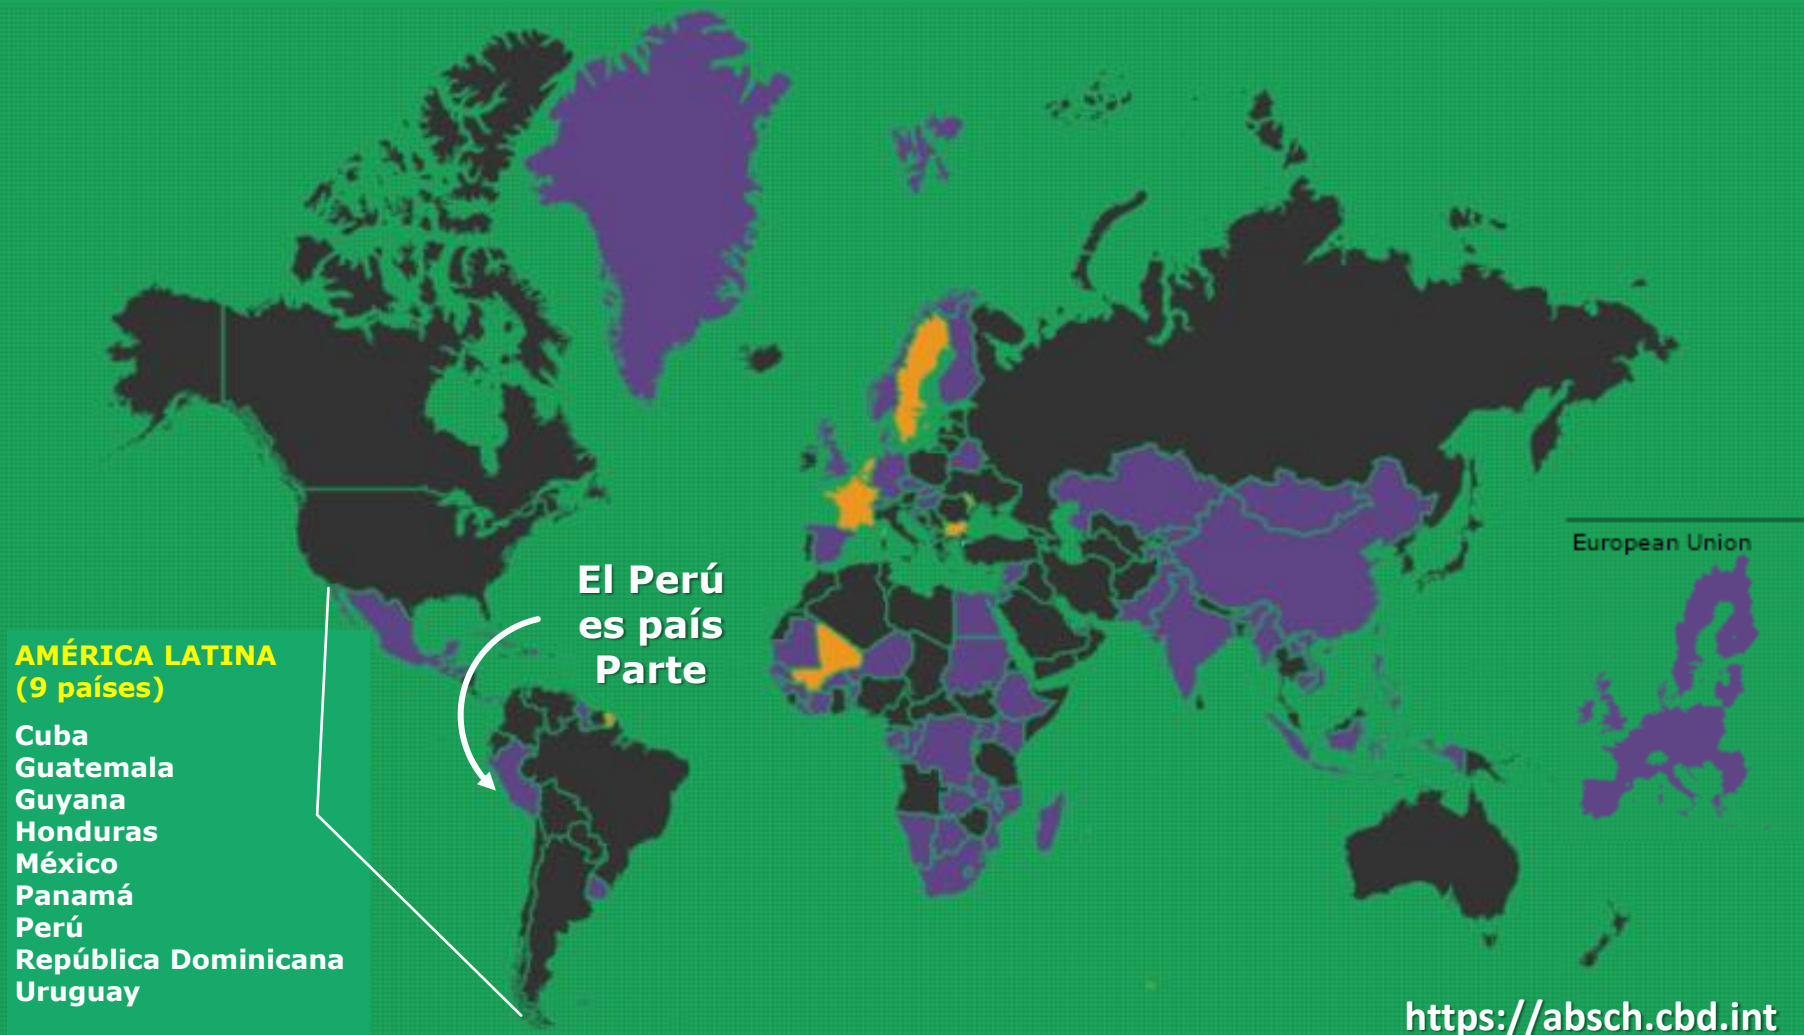 European Union
El Perú
es país
Parte
AMÉRICA LATINA
(9 países)
Cuba
Guatemala
Guyana
Honduras
México
Panamá
Perú
República Dominicana
Uruguay
https://absch.cbd.int